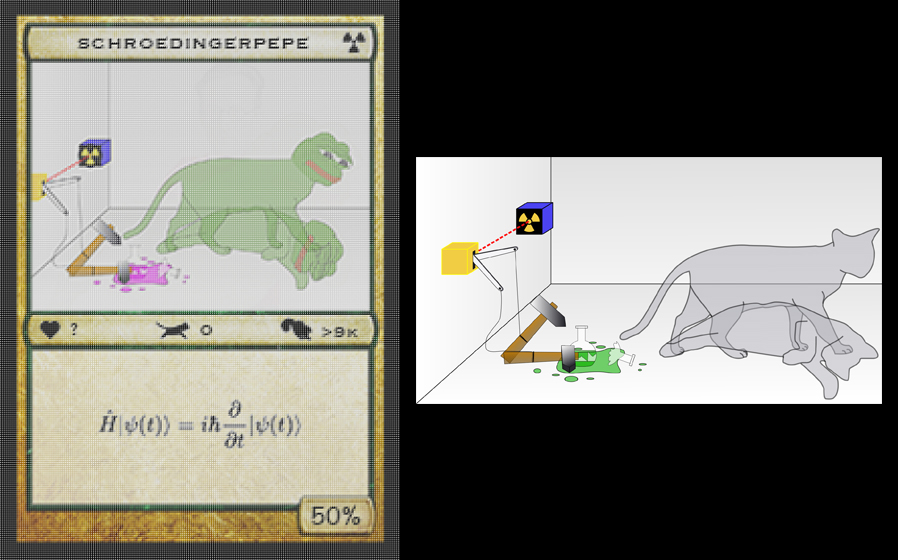 SCHROEDINGERPEPE
? 0 >9K
Ĥ|ψ(t)⟩ = iℏ ∂/∂t |ψ(t)⟩
50%